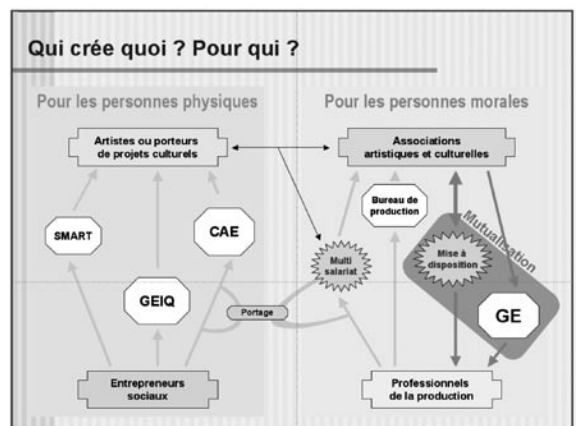 Qui crée quoi ? Pour qui ?
Pour les personnes physiques
Pour les personnes morales
Artistes ou porteurs
de projets culturels
Associations
artistiques et culturelles
SMART
CAE
Bureau de
production
Mutualisation
Multi
salariat
Mise à
disposition
GEIQ
Portage
GE
Entrepreneurs
sociaux
Professionnels
de la production